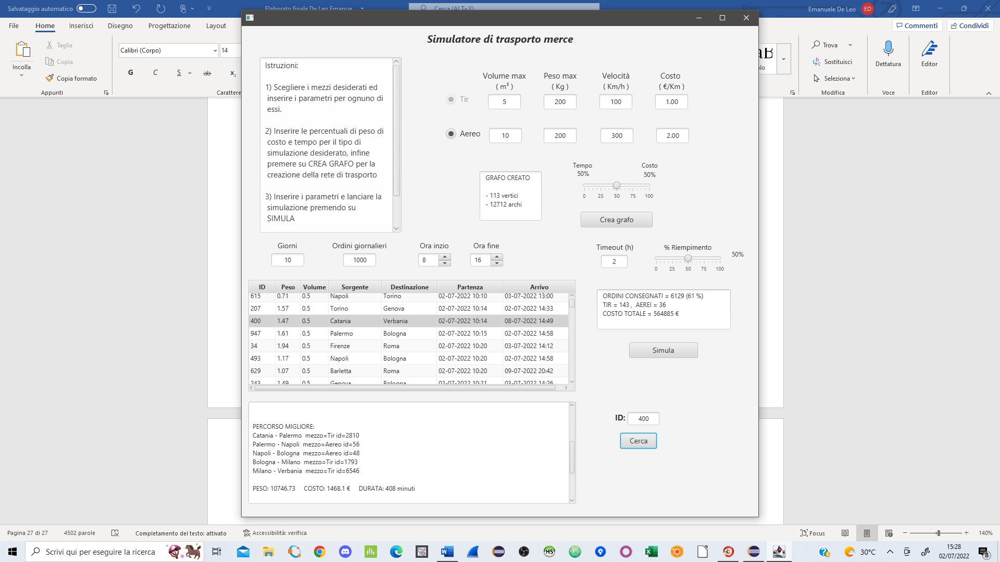 Salvataggio automatico
Elaborato finale De Leo Emanue...
Cerca (ALT+X)
Emanuele De Leo
ED
File
Home
Inserisci
Disegno
Progettazione
Layout
Commenti
Condividi
Incolla
Taglia
Copia
Copia formato
Appunti
Calibri (Corpo)
14
G
C
S
ab
x₂
Carattere
Trova
Sostituisci
Seleziona
Modifica
Dettatura
Voce
Editor
Editor
Simulatore di trasporto merce
Istruzioni:
1) Scegliere i mezzi desiderati ed
inserire i parametri per ognuno di
essi.
2) Inserire le percentuali di peso di
costo e tempo per il tipo di
simulazione desiderato, infine
premere su CREA GRAFO per la
creazione della rete di trasporto
3) Inserire i parametri e lanciare la
simulazione premendo su
SIMULA
Volume max Peso max Velocità Costo
( m³ ) ( Kg ) ( Km/h ) ( €/Km )
Tir 5 200 100 1.00
Aereo 10 200 300 2.00
GRAFO CREATO
- 113 vertici
- 12712 archi
Tempo Costo
50% 50%
0 25 50 75 100
Crea grafo
Giorni Ordini giornalieri Ora inzio Ora fine Timeout (h) % Riempimento
10 1000 8 16 2 50%
0 25 50 75 100
ID Peso Volume Sorgente Destinazione Partenza Arrivo
615 0.71 0.5 Napoli Torino 02-07-2022 10:10 03-07-2022 13:00
207 1.57 0.5 Torino Genova 02-07-2022 10:14 02-07-2022 14:33
400 1.47 0.5 Catania Verbania 02-07-2022 10:14 08-07-2022 14:49
947 1.61 0.5 Palermo Bologna 02-07-2022 10:15 02-07-2022 14:58
34 1.94 0.5 Firenze Roma 02-07-2022 10:20 03-07-2022 14:12
493 1.17 0.5 Napoli Bologna 02-07-2022 10:20 02-07-2022 14:58
629 1.07 0.5 Barletta Roma 02-07-2022 10:20 09-07-2022 20:42
243 1.49 0.5 Genova Bologna 02-07-2022 10:21 03-07-2022 14:26
ORDINI CONSEGNATI = 6129 (61 %)
TIR = 143 , AEREI = 36
COSTO TOTALE = 564885 €
Simula
PERCORSO MIGLIORE:
Catania - Palermo mezzo=Tir id=2810
Palermo - Napoli mezzo=Aereo id=56
Napoli - Bologna mezzo=Aereo id=48
Bologna - Milano mezzo=Tir id=1793
Milano - Verbania mezzo=Tir id=6546
PESO: 10746.73 COSTO: 1468.1 € DURATA: 408 minuti
ID: 400
Cerca
Pagina 27 di 27
4502 parole
Completamento del testo: attivato
Accessibilità: verifica
Focus
140%
Scrivi qui per eseguire la ricerca
30°C
15:28
02/07/2022
8